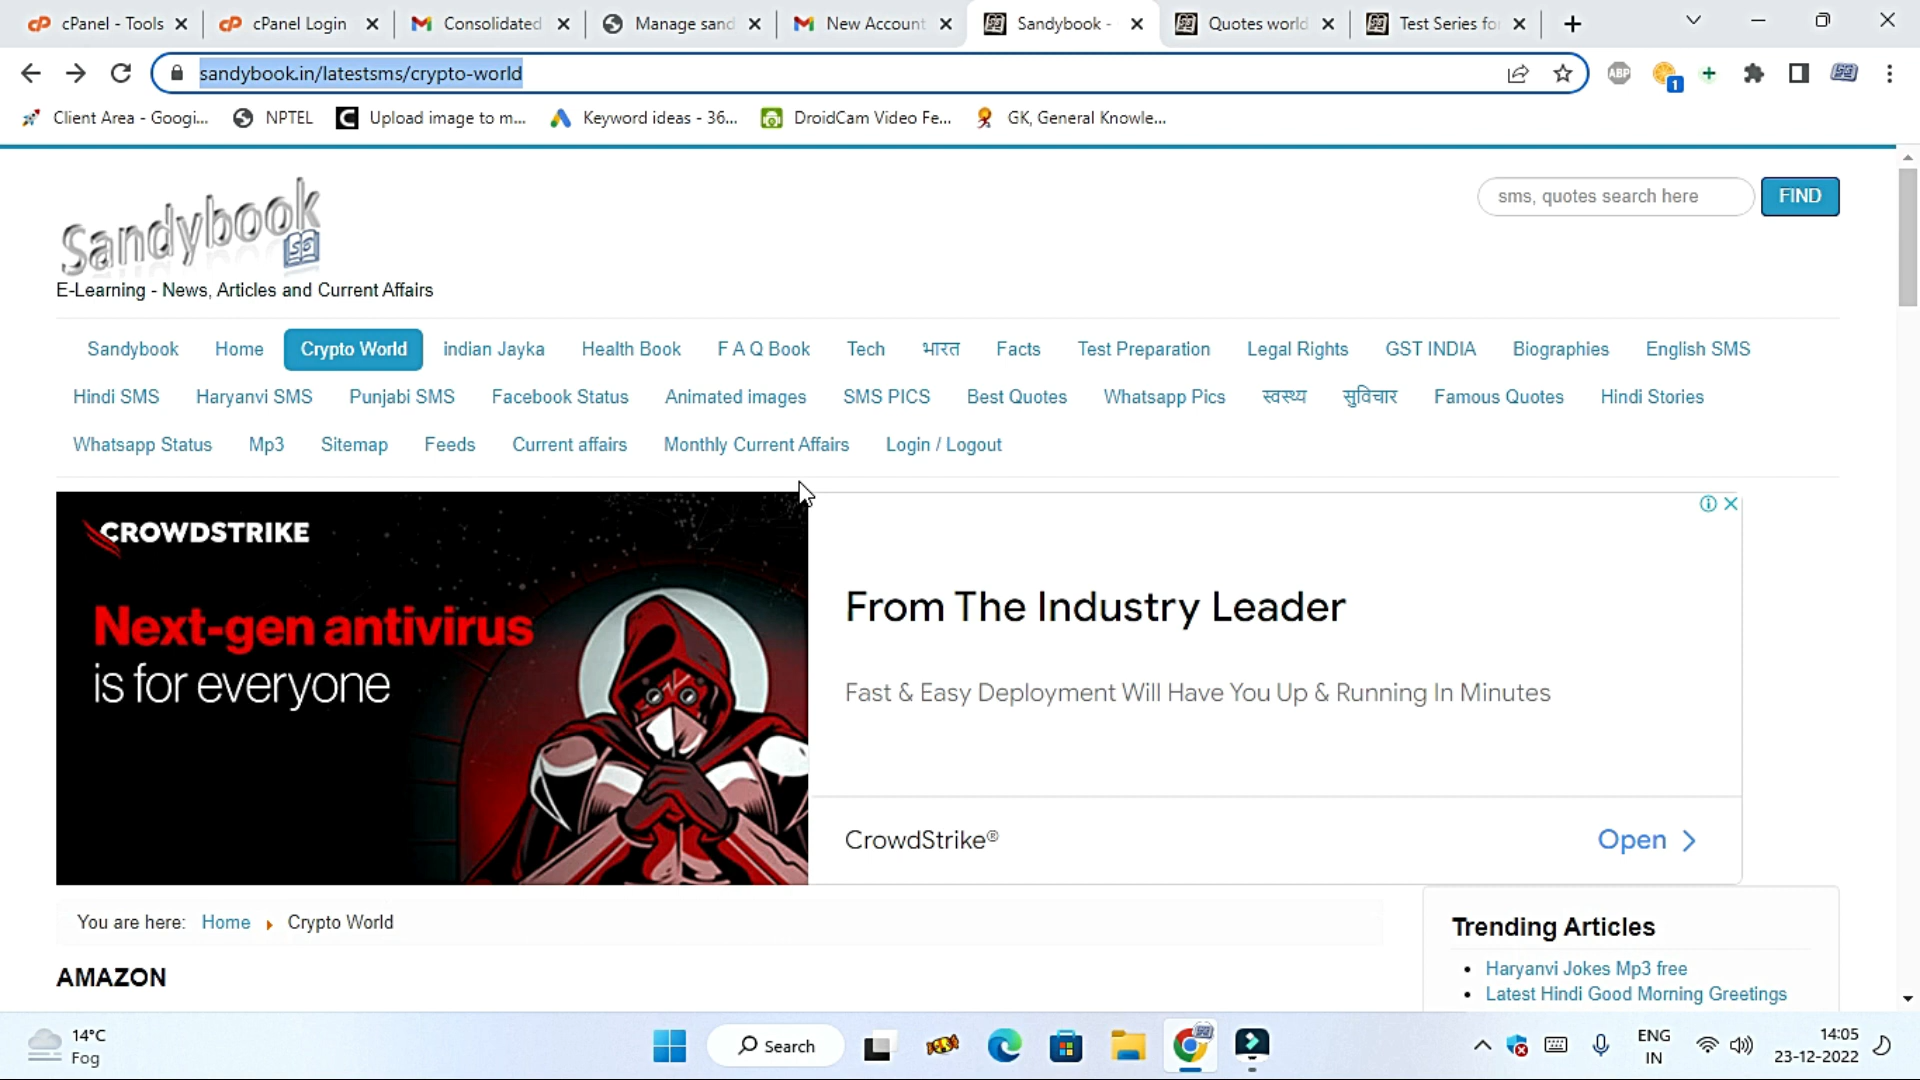 cPanel - Tools
cPanel Login
Consolidated
Manage sand
New Account
Sandybook -
Quotes world
Test Series fo
sandybook.in/latestsms/crypto-world
ABP
1
Client Area - Googi...
NPTEL
Upload image to m...
Keyword ideas - 36...
DroidCam Video Fe...
GK, General Knowle...
Sandybook
sms, quotes search here
FIND
E-Learning - News, Articles and Current Affairs
Sandybook Home Crypto World indian Jayka Health Book F A Q Book Tech भारत Facts Test Preparation Legal Rights GST INDIA Biographies English SMS
Hindi SMS Haryanvi SMS Punjabi SMS Facebook Status Animated images SMS PICS Best Quotes Whatsapp Pics स्वस्थ्य सुविचार Famous Quotes Hindi Stories
Whatsapp Status Mp3 Sitemap Feeds Current affairs Monthly Current Affairs Login / Logout
CROWDSTRIKE
Next-gen antivirus
is for everyone
From The Industry Leader
Fast & Easy Deployment Will Have You Up & Running In Minutes
CrowdStrike®
Open
You are here: Home Crypto World
AMAZON
Trending Articles
Haryanvi Jokes Mp3 free
Latest Hindi Good Morning Greetings
14°C
Fog
Search
ENG
IN
14:05
23-12-2022